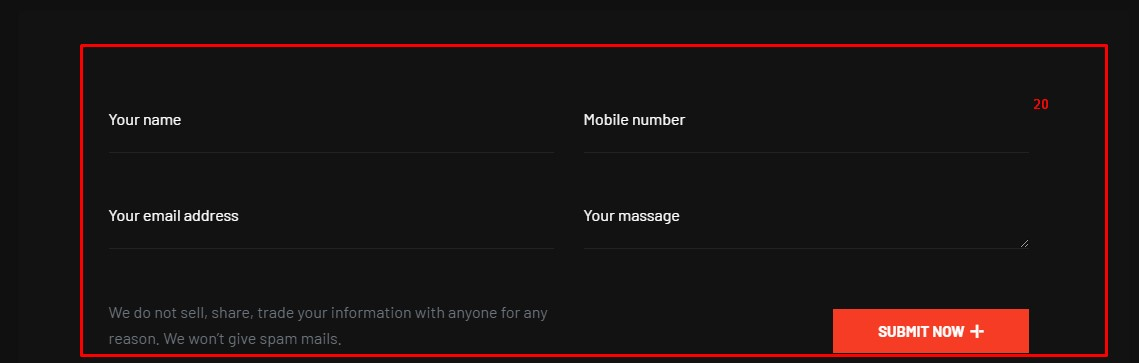 20
Your name
Mobile number
Your email address
Your massage
We do not sell, share, trade your information with anyone for any
reason. We won't give spam mails.
SUBMIT NOW +